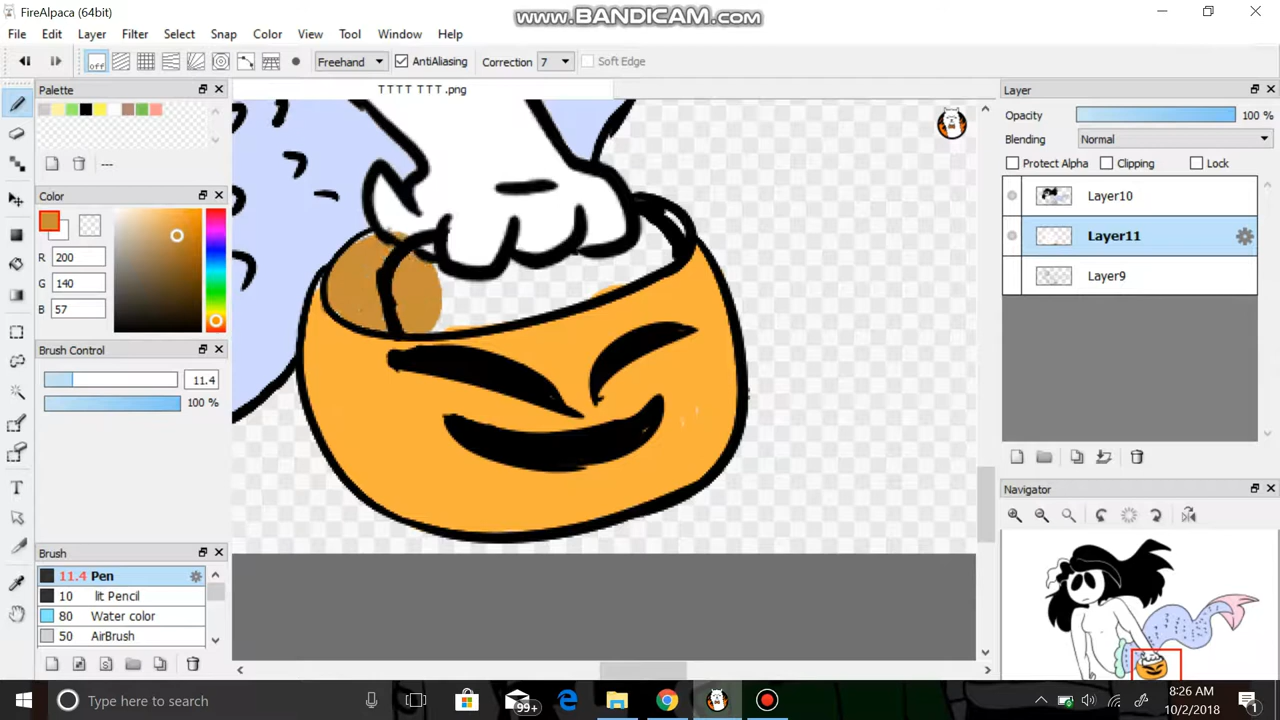 FireAlpaca (64bit)
www.BANDICAM.com
File Edit Layer Filter Select Snap Color View Tool Window Help
off Freehand AntiAliasing Correction 7 Soft Edge
Palette
TTTT TTT .png
Layer
Opacity 100 %
Blending Normal
Protect Alpha Clipping Lock
---
Color
R 200
G 140
B 57
Layer10
Layer11
Layer9
Brush Control
11.4
100 %
T
Navigator
Brush
11.4 Pen
10 lit Pencil
80 Water color
50 AirBrush
S
Type here to search
99+
8:26 AM
10/2/2018
1